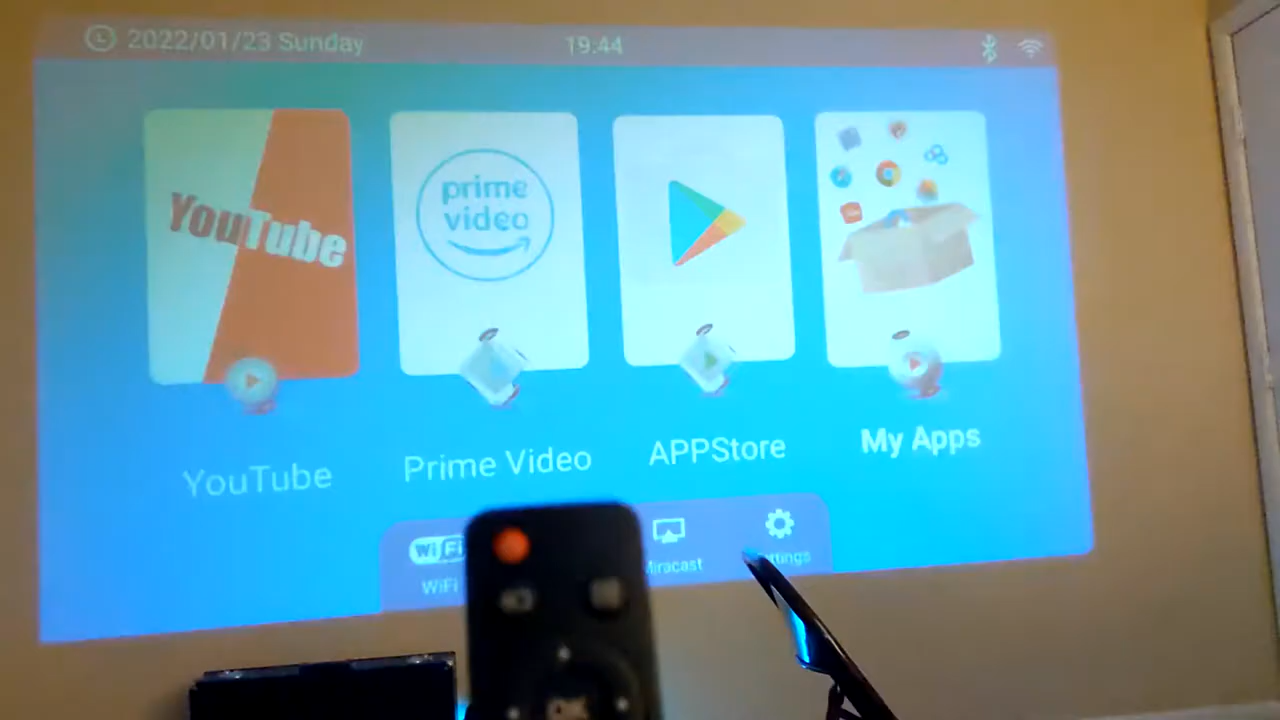 2022/01/23 Sunday
19:44
YouTube
prime
video
YouTube
Prime Video
APPStore
My Apps
WiFi
WiFi
Miracast